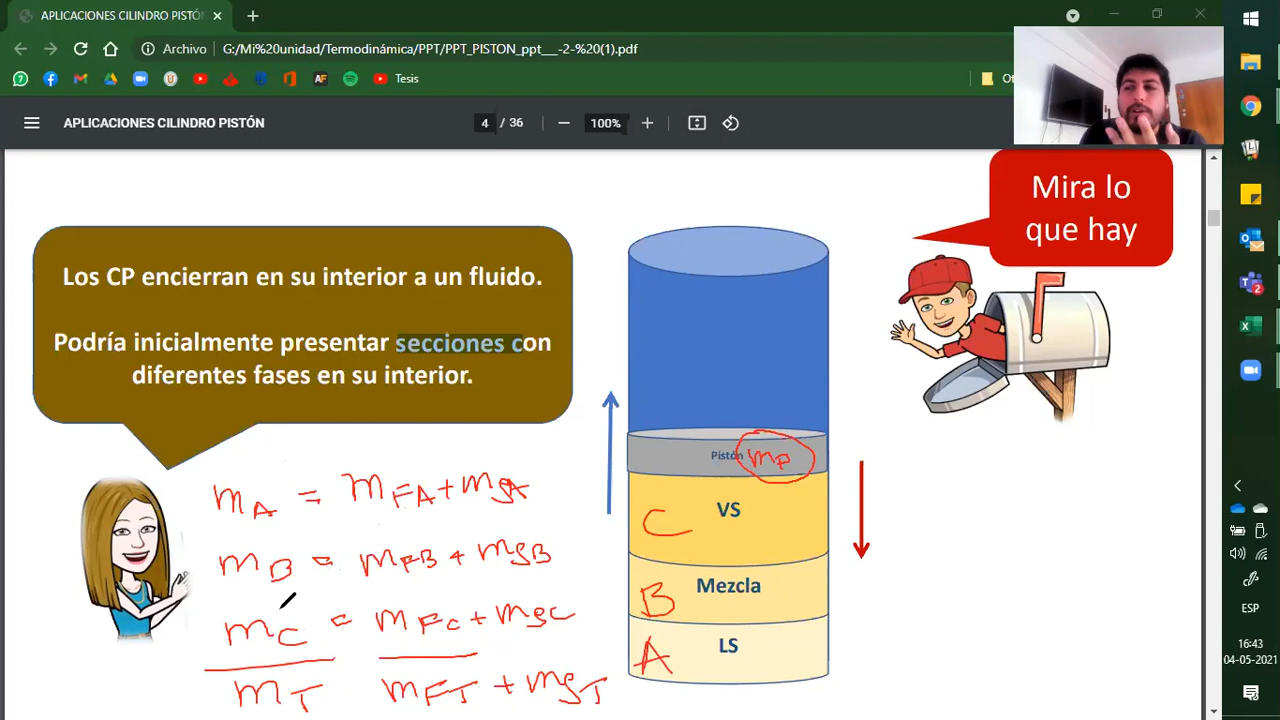 APLICACIONES CILINDRO PISTÓN
Archivo G:/Mi%20unidad/Termodinámica/PPT/PPT_PISTON_ppt___-2-%20(1).pdf
AF Tesis
APLICACIONES CILINDRO PISTÓN
4 / 36
100%
Mira lo
que hay
Los CP encierran en su interior a un fluido.
Podría inicialmente presentar secciones con
diferentes fases en su interior.
Pistón mp
C VS
B Mezcla
A LS
mA = mFA + mgA
mB = mFB + mgB
mC = mFC + mgC
mT mFT + mgT
ESP
16:43
04-05-2021